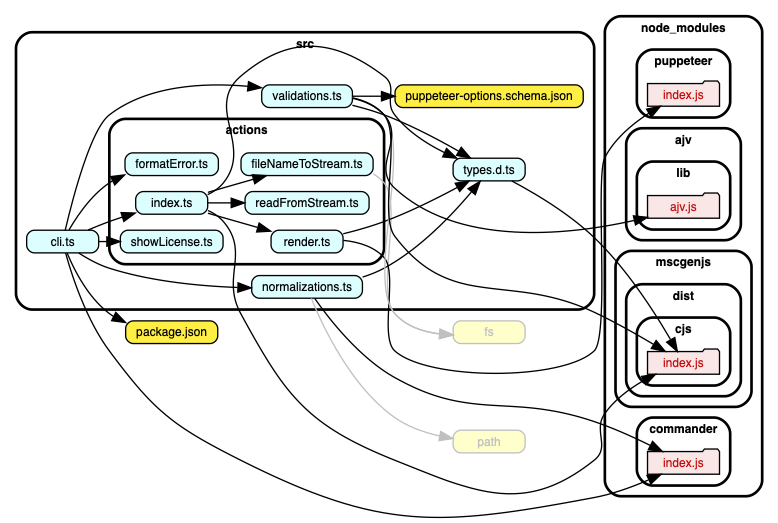 src
node_modules
puppeteer
index.js
validations.ts
puppeteer-options.schema.json
actions
ajv
formatError.ts
fileNameToStream.ts
types.d.ts
lib
index.ts
readFromStream.ts
ajv.js
cli.ts
showLicense.ts
render.ts
mscgenjs
normalizations.ts
dist
package.json
fs
cjs
index.js
commander
path
index.js